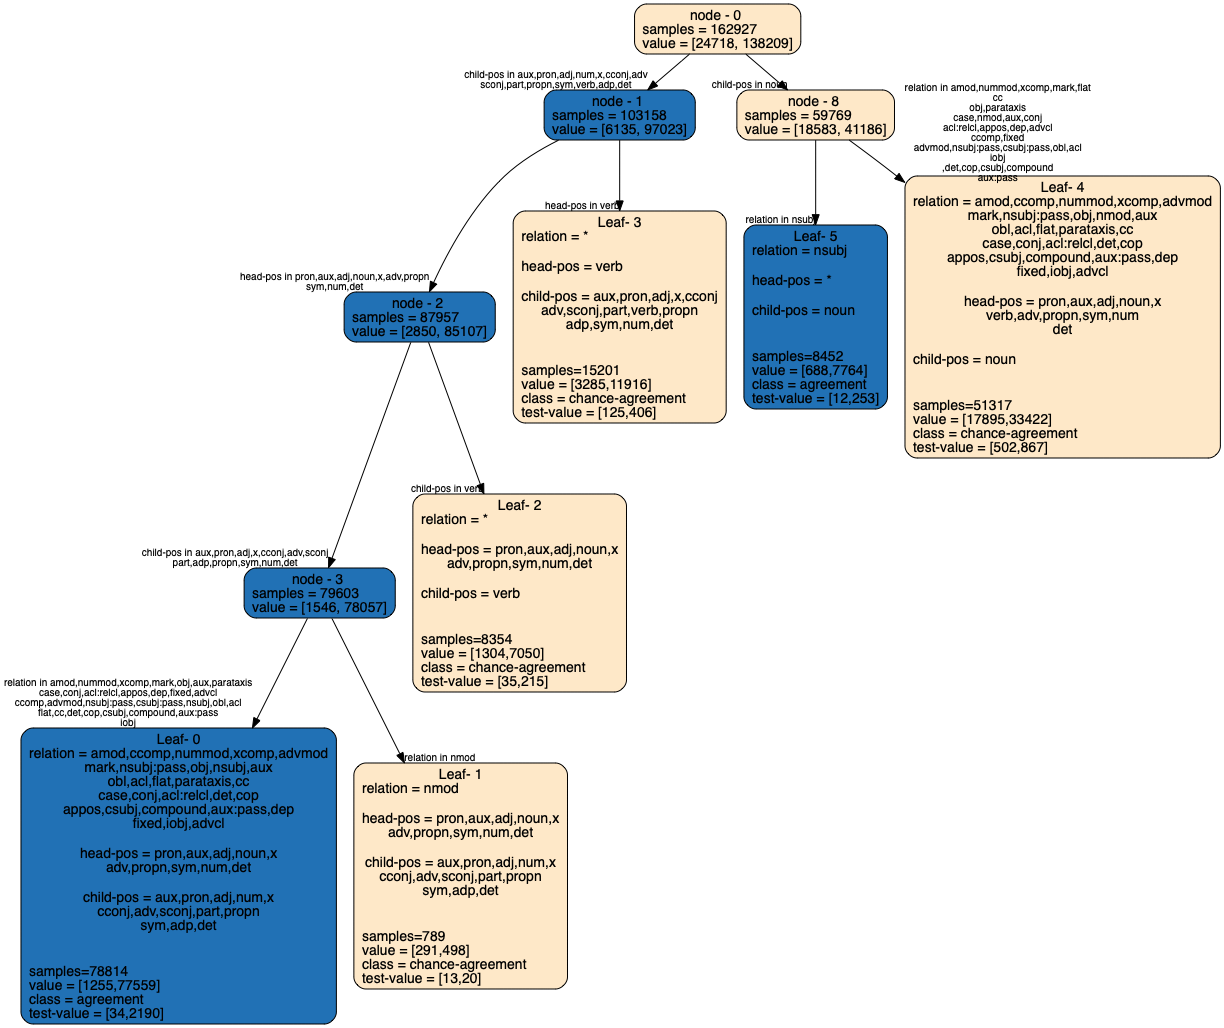 node - 0
samples = 162927
value = [24718, 138209]
child-pos in aux,pron,adj,num,x,cconj,adv
sconj,part,propn,sym,verb,adp,det
node - 1
samples = 103158
value = [6135, 97023]
child-pos in noun
node - 8
samples = 59769
value = [18583, 41186]
relation in amod,nummod,xcomp,mark,flat
cc
obj,parataxis
case,nmod,aux,conj
acl:relcl,appos,dep,advcl
ccomp,fixed
advmod,nsubj:pass,csubj:pass,obl,acl
iobj
,det,cop,csubj,compound
aux:pass
Leaf- 4
relation = amod,ccomp,nummod,xcomp,advmod
mark,nsubj:pass,obj,nmod,aux
obl,acl,flat,parataxis,cc
case,conj,acl:relcl,det,cop
appos,csubj,compound,aux:pass,dep
fixed,iobj,advcl
head-pos = pron,aux,adj,noun,x
verb,adv,propn,sym,num
det
child-pos = noun
samples=51317
value = [17895,33422]
class = chance-agreement
test-value = [502,867]
relation in nsubj
Leaf- 5
relation = nsubj
head-pos = *
child-pos = noun
samples=8452
value = [688,7764]
class = agreement
test-value = [12,253]
head-pos in verb
Leaf- 3
relation = *
head-pos = verb
child-pos = aux,pron,adj,x,cconj
adv,sconj,part,verb,propn
adp,sym,num,det
samples=15201
value = [3285,11916]
class = chance-agreement
test-value = [125,406]
head-pos in pron,aux,adj,noun,x,adv,propn
sym,num,det
node - 2
samples = 87957
value = [2850, 85107]
child-pos in verb
Leaf- 2
relation = *
head-pos = pron,aux,adj,noun,x
adv,propn,sym,num,det
child-pos = verb
samples=8354
value = [1304,7050]
class = chance-agreement
test-value = [35,215]
child-pos in aux,pron,adj,x,cconj,adv,sconj
part,adp,propn,sym,num,det
node - 3
samples = 79603
value = [1546, 78057]
relation in amod,nummod,xcomp,mark,obj,aux,parataxis
case,conj,acl:relcl,appos,dep,fixed,advcl
ccomp,advmod,nsubj:pass,csubj:pass,nsubj,obl,acl
flat,cc,det,cop,csubj,compound,aux:pass
iobj
Leaf- 0
relation = amod,ccomp,nummod,xcomp,advmod
mark,nsubj:pass,obj,nsubj,aux
obl,acl,flat,parataxis,cc
case,conj,acl:relcl,det,cop
appos,csubj,compound,aux:pass,dep
fixed,iobj,advcl
head-pos = pron,aux,adj,noun,x
adv,propn,sym,num,det
child-pos = aux,pron,adj,num,x
cconj,adv,sconj,part,propn
sym,adp,det
samples=78814
value = [1255,77559]
class = agreement
test-value = [34,2190]
relation in nmod
Leaf- 1
relation = nmod
head-pos = pron,aux,adj,noun,x
adv,propn,sym,num,det
child-pos = aux,pron,adj,num,x
cconj,adv,sconj,part,propn
sym,adp,det
samples=789
value = [291,498]
class = chance-agreement
test-value = [13,20]